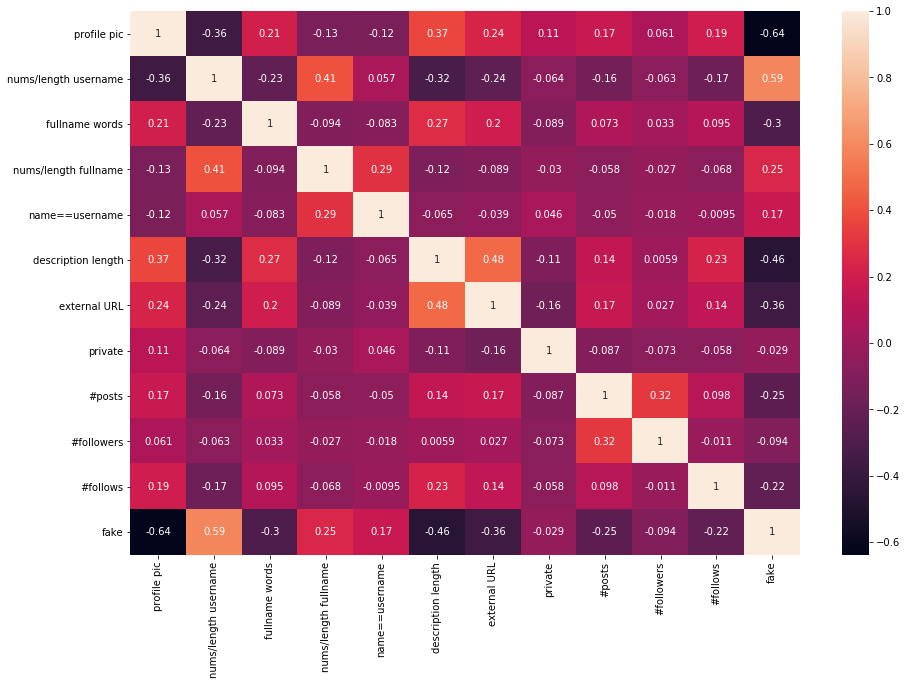 profile pic 1 -0.36 0.21 -0.13 -0.12 0.37 0.24 0.11 0.17 0.061 0.19 -0.64
nums/length username -0.36 1 -0.23 0.41 0.057 -0.32 -0.24 -0.064 -0.16 -0.063 -0.17 0.59
fullname words 0.21 -0.23 1 -0.094 -0.083 0.27 0.2 -0.089 0.073 0.033 0.095 -0.3
nums/length fullname -0.13 0.41 -0.094 1 0.29 -0.12 -0.089 -0.03 -0.058 -0.027 -0.068 0.25
name==username -0.12 0.057 -0.083 0.29 1 -0.065 -0.039 0.046 -0.05 -0.018 -0.0095 0.17
description length 0.37 -0.32 0.27 -0.12 -0.065 1 0.48 -0.11 0.14 0.0059 0.23 -0.46
external URL 0.24 -0.24 0.2 -0.089 -0.039 0.48 1 -0.16 0.17 0.027 0.14 -0.36
private 0.11 -0.064 -0.089 -0.03 0.046 -0.11 -0.16 1 -0.087 -0.073 -0.058 -0.029
#posts 0.17 -0.16 0.073 -0.058 -0.05 0.14 0.17 -0.087 1 0.32 0.098 -0.25
#followers 0.061 -0.063 0.033 -0.027 -0.018 0.0059 0.027 -0.073 0.32 1 -0.011 -0.094
#follows 0.19 -0.17 0.095 -0.068 -0.0095 0.23 0.14 -0.058 0.098 -0.011 1 -0.22
fake -0.64 0.59 -0.3 0.25 0.17 -0.46 -0.36 -0.029 -0.25 -0.094 -0.22 1
profile pic
nums/length username
fullname words
nums/length fullname
name==username
description length
external URL
private
#posts
#followers
#follows
fake
1.0
0.8
0.6
0.4
0.2
0.0
−0.2
−0.4
−0.6